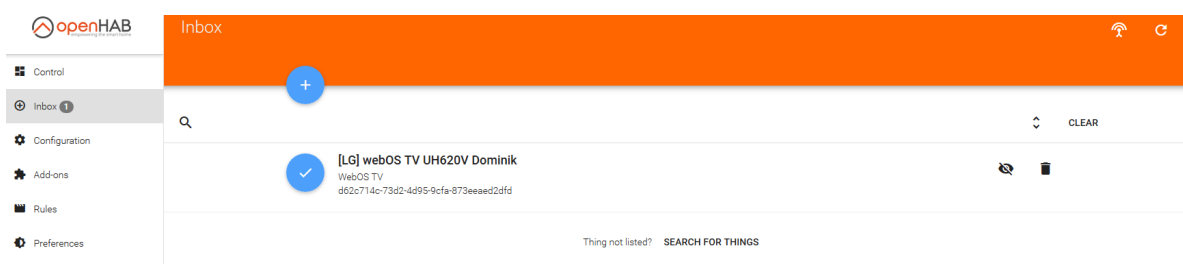 openHAB
empowering the smart home
Inbox
Control
Inbox 1
Configuration
Add-ons
Rules
Preferences
CLEAR
[LG] webOS TV UH620V Dominik
WebOS TV
d62c714c-73d2-4d95-9cfa-873eeaed2dfd
Thing not listed? SEARCH FOR THINGS